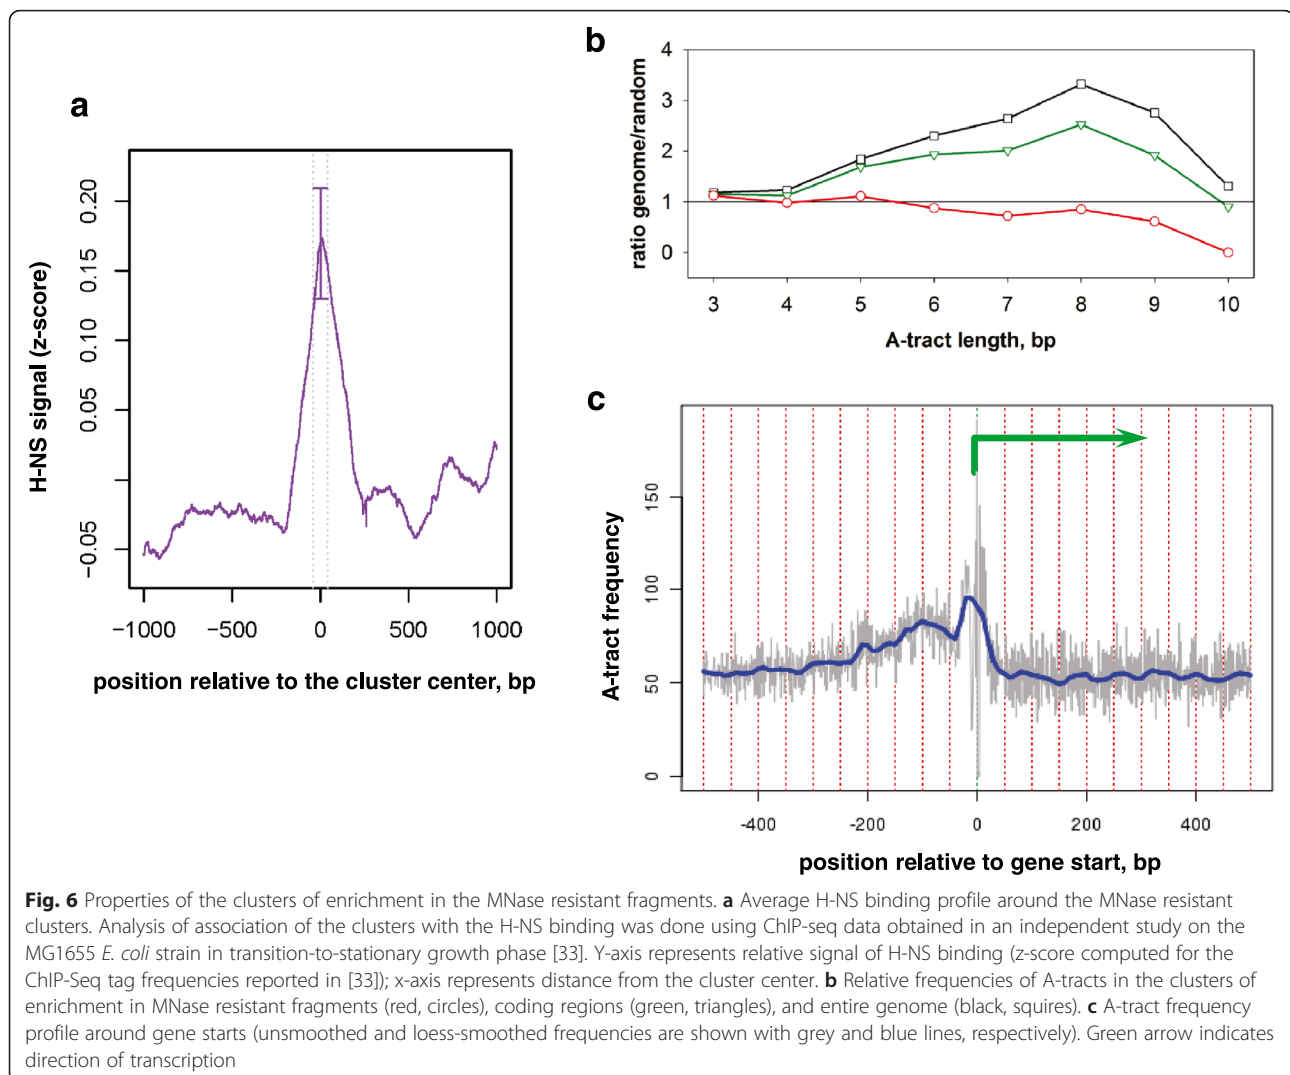 a
0.20
0.15
0.10
0.05
−0.05
H-NS signal (z-score)
−1000
−500
0
500
1000
position relative to the cluster center, bp
b
4
3
2
1
0
ratio genome/random
3
4
5
6
7
8
9
10
A-tract length, bp
c
150
100
50
0
A-tract frequency
-400
-200
0
200
400
position relative to gene start, bp
Fig. 6 Properties of the clusters of enrichment in the MNase resistant fragments. a Average H-NS binding profile around the MNase resistant
clusters. Analysis of association of the clusters with the H-NS binding was done using ChIP-seq data obtained in an independent study on the
MG1655 E. coli strain in transition-to-stationary growth phase [33]. Y-axis represents relative signal of H-NS binding (z-score computed for the
ChIP-Seq tag frequencies reported in [33]); x-axis represents distance from the cluster center. b Relative frequencies of A-tracts in the clusters of
enrichment in MNase resistant fragments (red, circles), coding regions (green, triangles), and entire genome (black, squires). c A-tract frequency
profile around gene starts (unsmoothed and loess-smoothed frequencies are shown with grey and blue lines, respectively). Green arrow indicates
direction of transcription